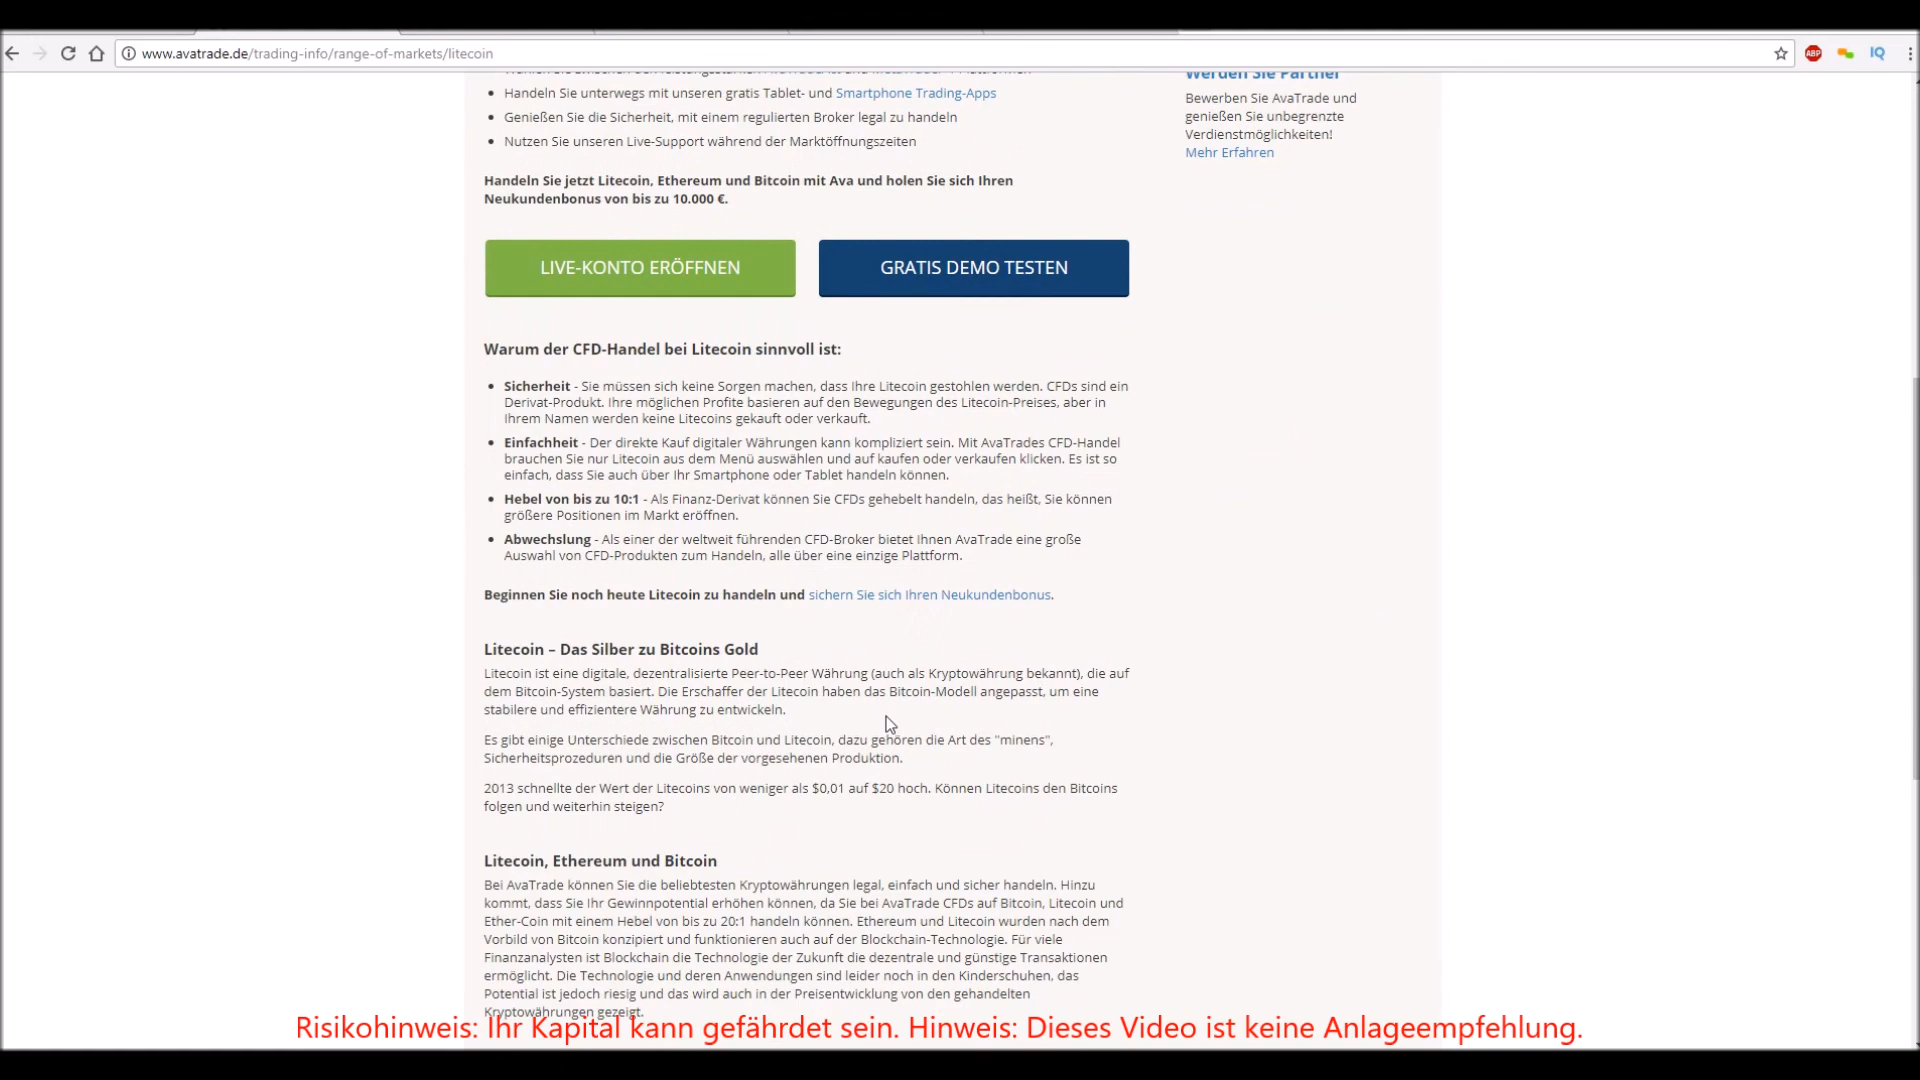 www.avatrade.de/trading-info/range-of-markets/litecoin
ABP
IQ
Wählen Sie zwischen den leistungsstarken AvaTradeAct und MetaTrader 4 Plattformen
Handeln Sie unterwegs mit unseren gratis Tablet- und Smartphone Trading-Apps
Genießen Sie die Sicherheit, mit einem regulierten Broker legal zu handeln
Nutzen Sie unseren Live-Support während der Marktöffnungszeiten
Handeln Sie jetzt Litecoin, Ethereum und Bitcoin mit Ava und holen Sie sich Ihren
Neukundenbonus von bis zu 10.000 €.
LIVE-KONTO ERÖFFNEN
GRATIS DEMO TESTEN
Warum der CFD-Handel bei Litecoin sinnvoll ist:
Sicherheit - Sie müssen sich keine Sorgen machen, dass Ihre Litecoin gestohlen werden. CFDs sind ein
Derivat-Produkt. Ihre möglichen Profite basieren auf den Bewegungen des Litecoin-Preises, aber in
Ihrem Namen werden keine Litecoins gekauft oder verkauft.
Einfachheit - Der direkte Kauf digitaler Währungen kann kompliziert sein. Mit AvaTrades CFD-Handel
brauchen Sie nur Litecoin aus dem Menü auswählen und auf kaufen oder verkaufen klicken. Es ist so
einfach, dass Sie auch über Ihr Smartphone oder Tablet handeln können.
Hebel von bis zu 10:1 - Als Finanz-Derivat können Sie CFDs gehebelt handeln, das heißt, Sie können
größere Positionen im Markt eröffnen.
Abwechslung - Als einer der weltweit führenden CFD-Broker bietet Ihnen AvaTrade eine große
Auswahl von CFD-Produkten zum Handeln, alle über eine einzige Plattform.
Beginnen Sie noch heute Litecoin zu handeln und sichern Sie sich Ihren Neukundenbonus.
Litecoin – Das Silber zu Bitcoins Gold
Litecoin ist eine digitale, dezentralisierte Peer-to-Peer Währung (auch als Kryptowährung bekannt), die auf
dem Bitcoin-System basiert. Die Erschaffer der Litecoin haben das Bitcoin-Modell angepasst, um eine
stabilere und effizientere Währung zu entwickeln.
Es gibt einige Unterschiede zwischen Bitcoin und Litecoin, dazu gehören die Art des "minens",
Sicherheitsprozeduren und die Größe der vorgesehenen Produktion.
2013 schnellte der Wert der Litecoins von weniger als $0,01 auf $20 hoch. Können Litecoins den Bitcoins
folgen und weiterhin steigen?
Litecoin, Ethereum und Bitcoin
Bei AvaTrade können Sie die beliebtesten Kryptowährungen legal, einfach und sicher handeln. Hinzu
kommt, dass Sie Ihr Gewinnpotential erhöhen können, da Sie bei AvaTrade CFDs auf Bitcoin, Litecoin und
Ether-Coin mit einem Hebel von bis zu 20:1 handeln können. Ethereum und Litecoin wurden nach dem
Vorbild von Bitcoin konzipiert und funktionieren auch auf der Blockchain-Technologie. Für viele
Finanzanalysten ist Blockchain die Technologie der Zukunft die dezentrale und günstige Transaktionen
ermöglicht. Die Technologie und deren Anwendungen sind leider noch in den Kinderschuhen, das
Potential ist jedoch riesig und das wird auch in der Preisentwicklung von den gehandelten
Kryptowährungen gezeigt.
Werden Sie Partner
Bewerben Sie AvaTrade und
genießen Sie unbegrenzte
Verdienstmöglichkeiten!
Mehr Erfahren
Risikohinweis: Ihr Kapital kann gefährdet sein. Hinweis: Dieses Video ist keine Anlageempfehlung.